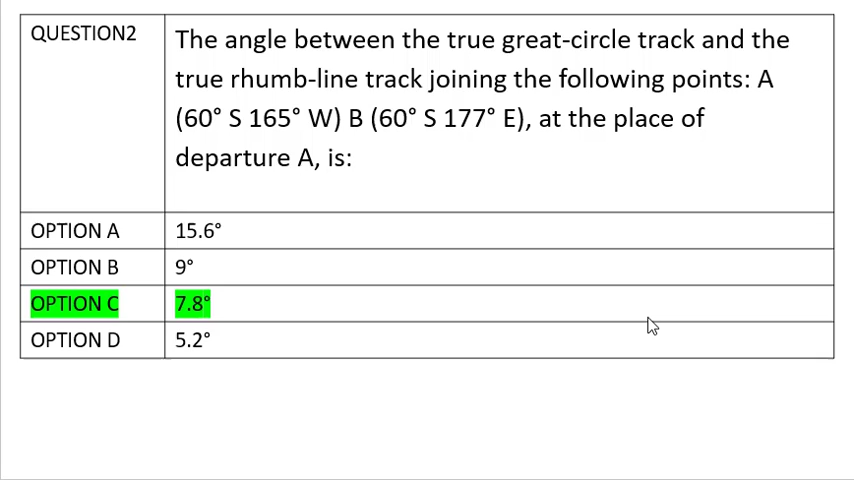 QUESTION2
The angle between the true great-circle track and the
true rhumb-line track joining the following points: A
(60° S 165° W) B (60° S 177° E), at the place of
departure A, is:
OPTION A 15.6°
OPTION B 9°
OPTION C 7.8°
OPTION D 5.2°